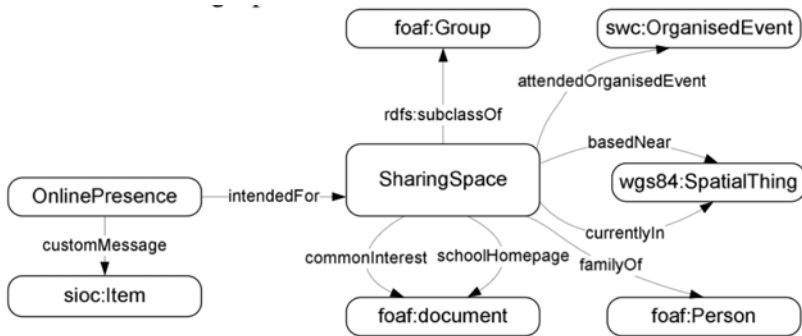 foaf:Group
swc:OrganisedEvent
attendedOrganisedEvent
rdfs:subclassOf
basedNear
OnlinePresence
intendedFor
SharingSpace
wgs84:SpatialThing
customMessage
currentlyIn
commonInterest
schoolHomepage
familyOf
sioc:Item
foaf:document
foaf:Person